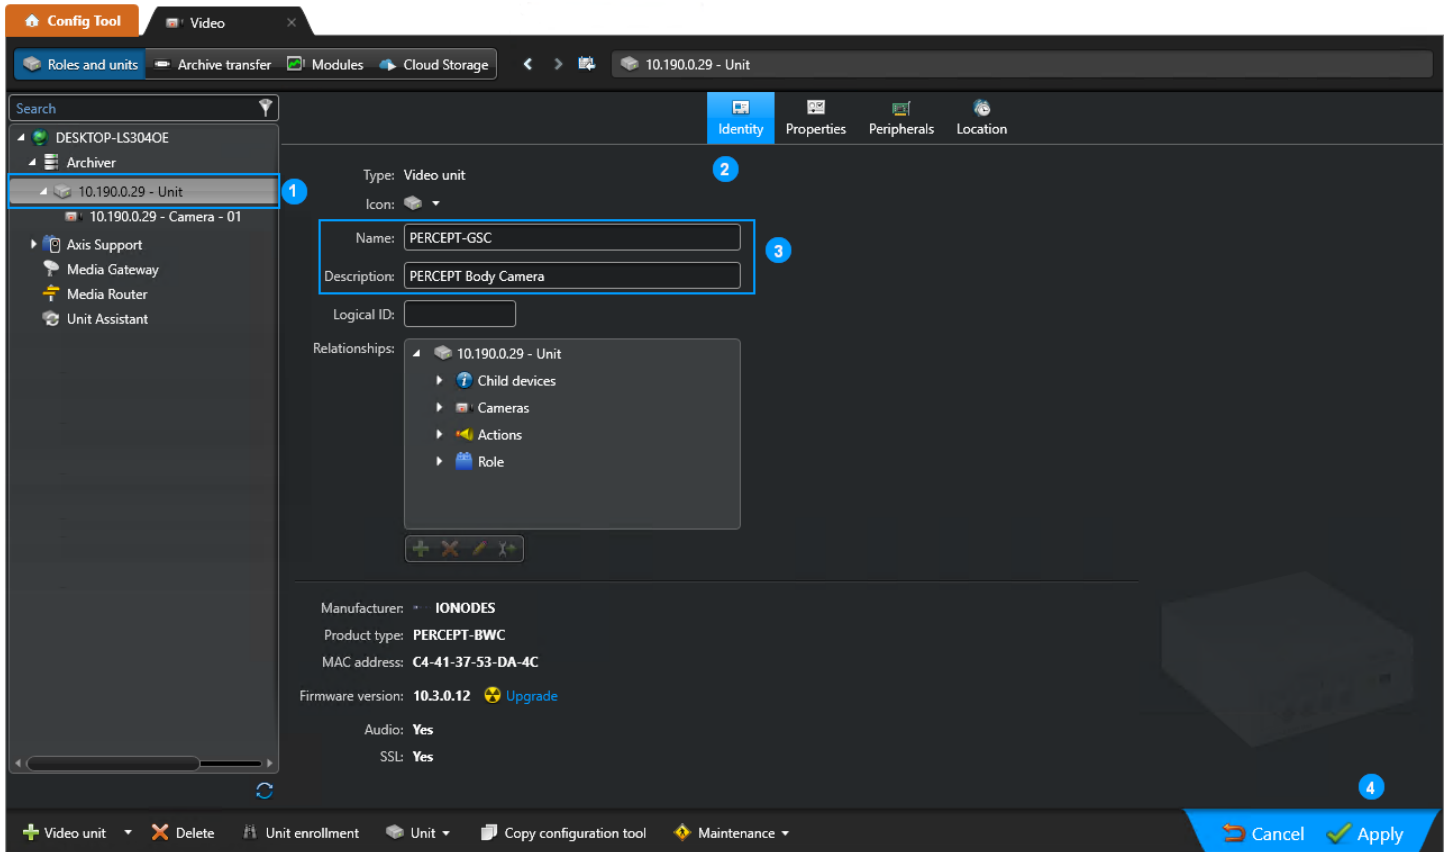 Config Tool
Video
Roles and units Archive transfer Modules Cloud Storage 10.190.0.29 - Unit
Search
DESKTOP-LS304OE
Archiver
10.190.0.29 - Unit
1
10.190.0.29 - Camera - 01
Axis Support
Media Gateway
Media Router
Unit Assistant
Identity Properties Peripherals Location
2
Type: Video unit
Icon:
Name: PERCEPT-GSC
3
Description: PERCEPT Body Camera
Logical ID:
Relationships: 10.190.0.29 - Unit
Child devices
Cameras
Actions
Role
Manufacturer: IONODES
Product type: PERCEPT-BWC
MAC address: C4-41-37-53-DA-4C
Firmware version: 10.3.0.12 Upgrade
Audio: Yes
SSL: Yes
4
Video unit Delete Unit enrollment Unit Copy configuration tool Maintenance Cancel Apply